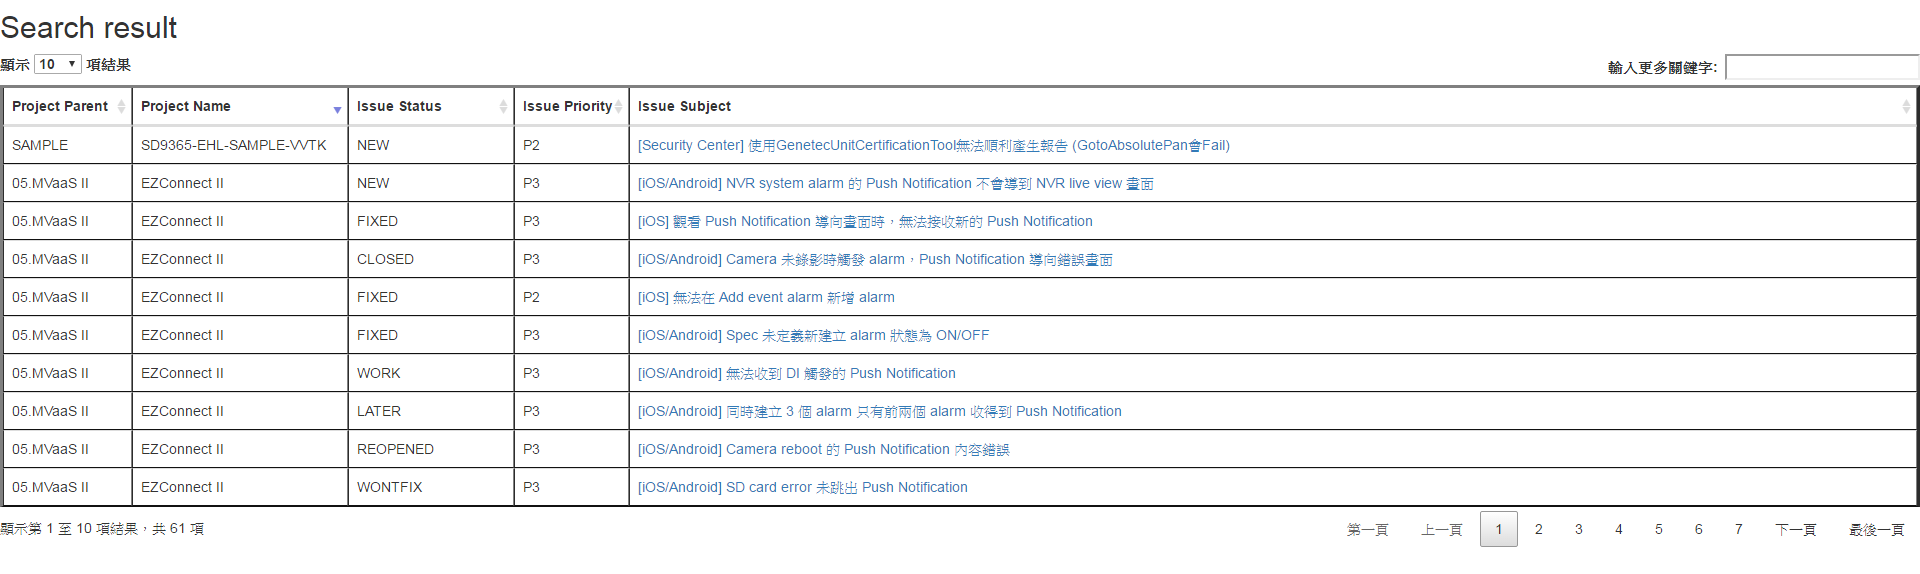 Search result
顯示 10 項結果 輸入更多關鍵字:
Project Parent Project Name Issue Status Issue Priority Issue Subject
SAMPLE SD9365-EHL-SAMPLE-VVTK NEW P2 [Security Center] 使用GenetecUnitCertificationTool無法順利產生報告 (GotoAbsolutePan會Fail)
05.MVaaS II EZConnect II NEW P3 [iOS/Android] NVR system alarm 的 Push Notification 不會導到 NVR live view 畫面
05.MVaaS II EZConnect II FIXED P3 [iOS] 觀看 Push Notification 導向畫面時，無法接收新的 Push Notification
05.MVaaS II EZConnect II CLOSED P3 [iOS/Android] Camera 未錄影時觸發 alarm，Push Notification 導向錯誤畫面
05.MVaaS II EZConnect II FIXED P2 [iOS] 無法在 Add event alarm 新增 alarm
05.MVaaS II EZConnect II FIXED P3 [iOS/Android] Spec 未定義新建立 alarm 狀態為 ON/OFF
05.MVaaS II EZConnect II WORK P3 [iOS/Android] 無法收到 DI 觸發的 Push Notification
05.MVaaS II EZConnect II LATER P3 [iOS/Android] 同時建立 3 個 alarm 只有前兩個 alarm 收得到 Push Notification
05.MVaaS II EZConnect II REOPENED P3 [iOS/Android] Camera reboot 的 Push Notification 內容錯誤
05.MVaaS II EZConnect II WONTFIX P3 [iOS/Android] SD card error 未跳出 Push Notification
顯示第 1 至 10 項結果，共 61 項 第一頁 上一頁 1 2 3 4 5 6 7 下一頁 最後一頁